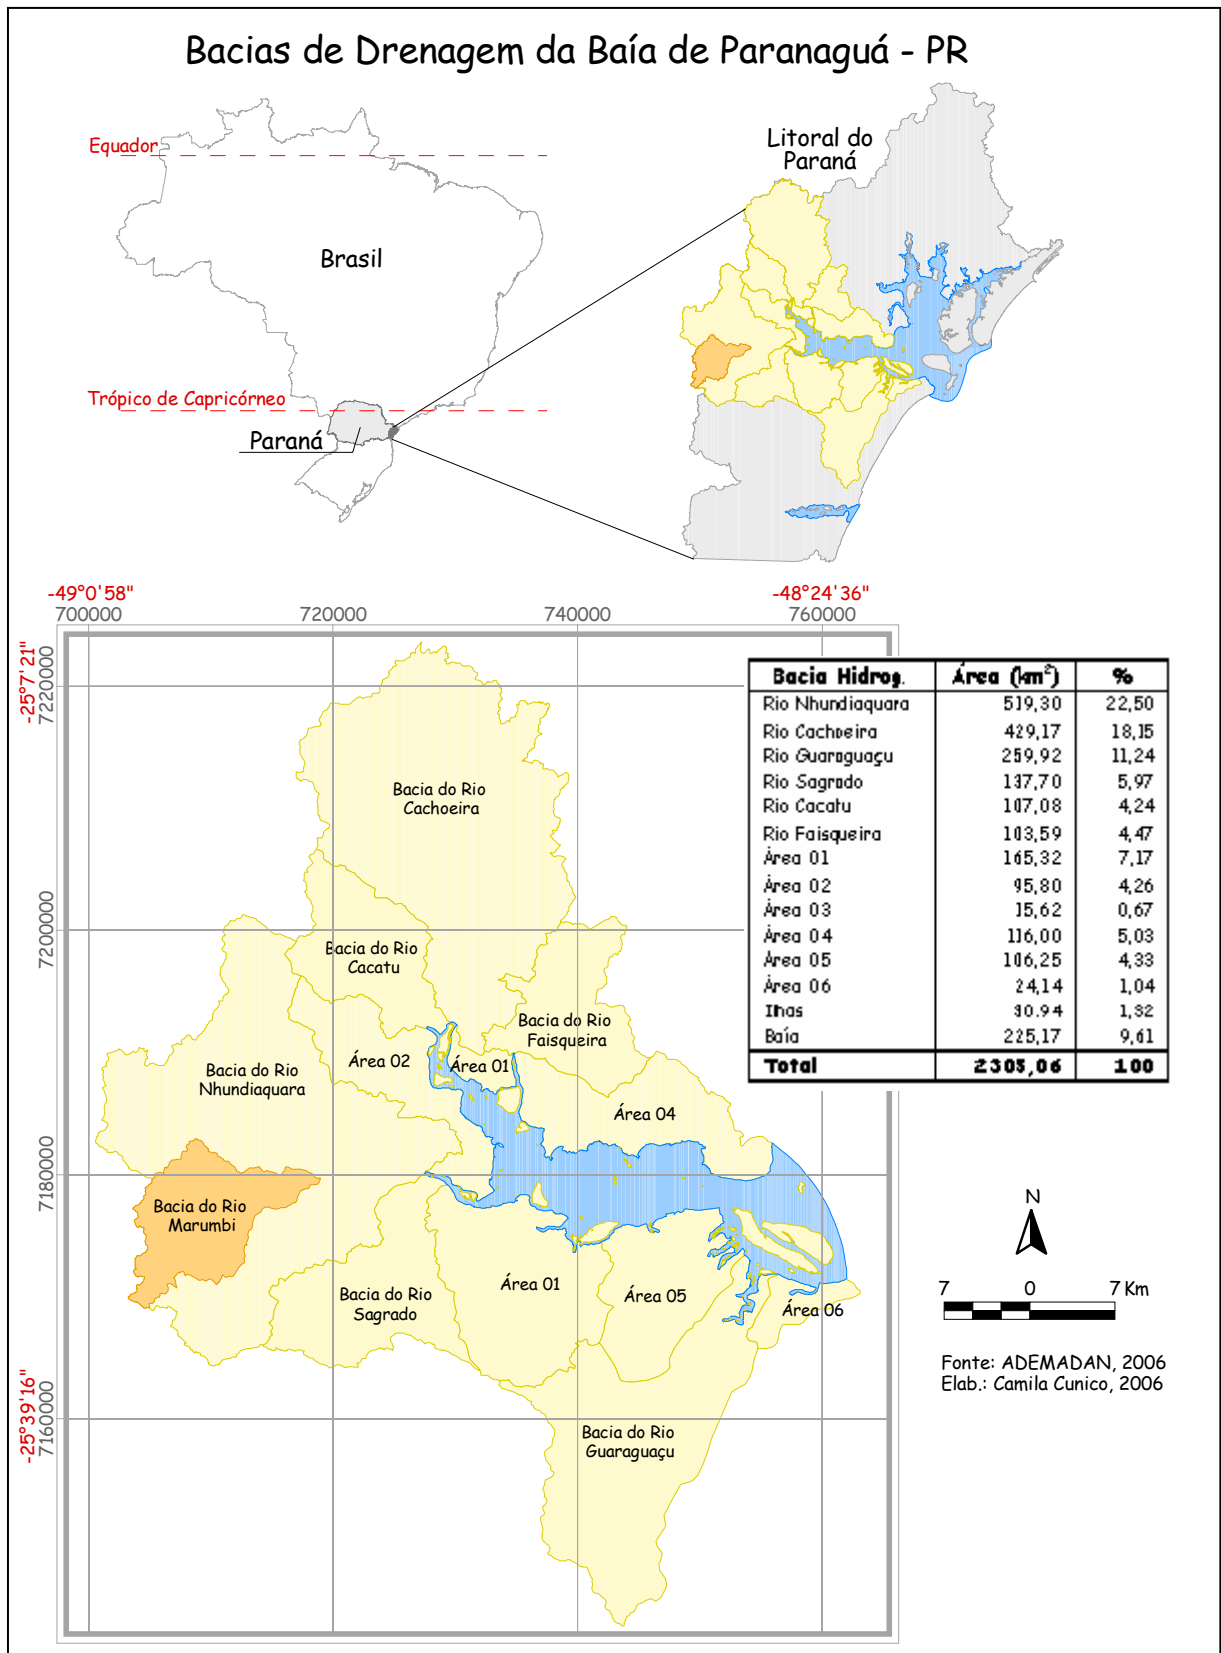 Bacias de Drenagem da Baía de Paranaguá - PR
Equador
Litoral do
Paraná
Brasil
Trópico de Capricórneo
Paraná
-49°0'58"
-48°24'36"
700000
720000
7400000
760000
-25°7'21"
7220000
7200000
7180000
-25°39'16"
7160000
Bacia Hidrog. Área (km²) %
Rio Nhundiaquara 519,30 22,50
Rio Cachoeira 429,17 18,15
Rio Guaraguaçu 259,92 11,24
Rio Sagrado 137,70 5,97
Rio Cacatu 107,08 4,24
Rio Faisqueira 103,59 4,47
Área 01 165,32 7,17
Área 02 95,80 4,26
Área 03 15,62 0,67
Área 04 116,00 5,03
Área 05 106,25 4,33
Área 06 24,14 1,04
Ilhas 30.94 1,32
Baía 225,17 9,61
Total 2305,06 100
Bacia do Rio
Cachoeira
Bacia do Rio
Cacatu
Bacia do Rio
Faisqueira
Bacia do Rio
Nhundiaquara
Área 02
Área 01
Área 04
Bacia do Rio
Marumbi
Bacia do Rio
Sagrado
Área 01
Área 05
Área 06
Bacia do Rio
Guaraguaçu
N
7 0 7 Km
Fonte: ADEMADAN, 2006
Elab.: Camila Cunico, 2006